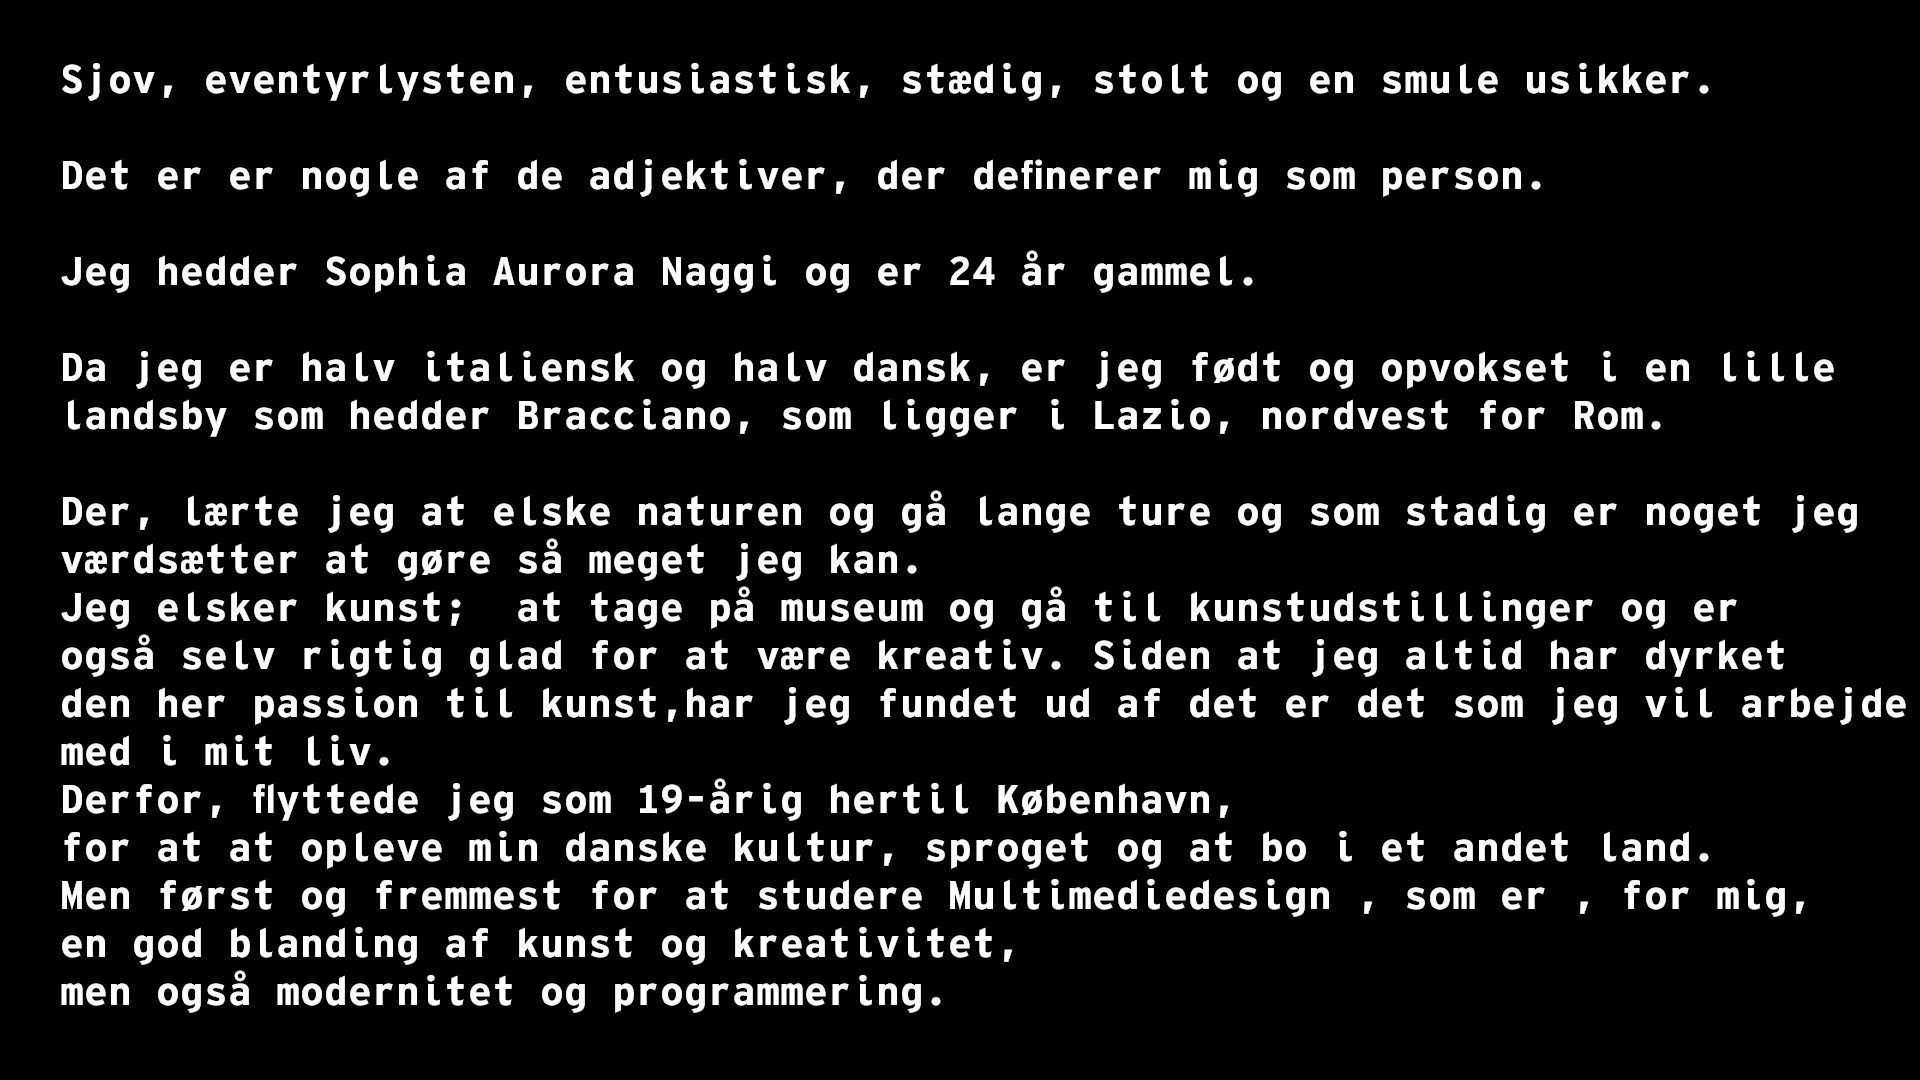 Sjov, eventyrlysten, entusiastisk, stædig, stolt og en smule usikker.
Det er er nogle af de adjektiver, der definerer mig som person.
Jeg hedder Sophia Aurora Naggi og er 24 år gammel.
Da jeg er halv italiensk og halv dansk, er jeg født og opvokset i en lille
landsby som hedder Bracciano, som ligger i Lazio, nordvest for Rom.
Der, lærte jeg at elske naturen og gå lange ture og som stadig er noget jeg
værdsætter at gøre så meget jeg kan.
Jeg elsker kunst;  at tage på museum og gå til kunstudstillinger og er
også selv rigtig glad for at være kreativ. Siden at jeg altid har dyrket
den her passion til kunst,har jeg fundet ud af det er det som jeg vil arbejde
med i mit liv.
Derfor, flyttede jeg som 19-årig hertil København,
for at at opleve min danske kultur, sproget og at bo i et andet land.
Men først og fremmest for at studere Multimediedesign , som er , for mig,
en god blanding af kunst og kreativitet,
men også modernitet og programmering.